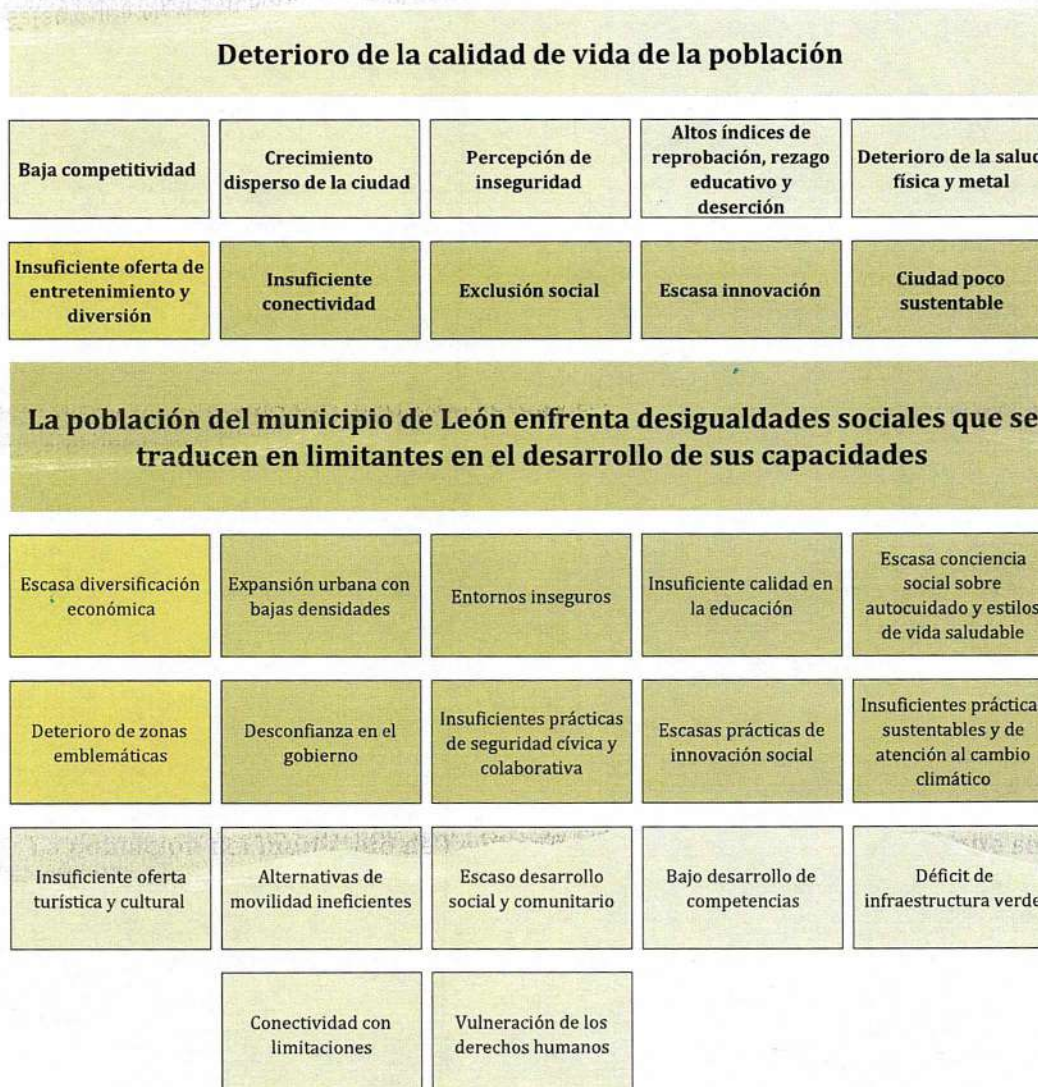 Deterioro de la calidad de vida de la población
Baja competitividad
Crecimiento
disperso de la ciudad
Percepción de
inseguridad
Altos índices de
reprobación, rezago
educativo y
deserción
Deterioro de la salud
física y metal
Insuficiente oferta de
entretenimiento y
diversión
Insuficiente
conectividad
Exclusión social
Escasa innovación
Ciudad poco
sustentable
La población del municipio de León enfrenta desigualdades sociales que se
traducen en limitantes en el desarrollo de sus capacidades
Escasa diversificación
económica
Expansión urbana con
bajas densidades
Entornos inseguros
Insuficiente calidad en
la educación
Escasa conciencia
social sobre
autocuidado y estilos
de vida saludable
Deterioro de zonas
emblemáticas
Desconfianza en el
gobierno
Insuficientes prácticas
de seguridad cívica y
colaborativa
Escasas prácticas de
innovación social
Insuficientes práctica
sustentables y de
atención al cambio
climático
Insuficiente oferta
turística y cultural
Alternativas de
movilidad ineficientes
Escaso desarrollo
social y comunitario
Bajo desarrollo de
competencias
Déficit de
infraestructura verde
Conectividad con
limitaciones
Vulneración de los
derechos humanos